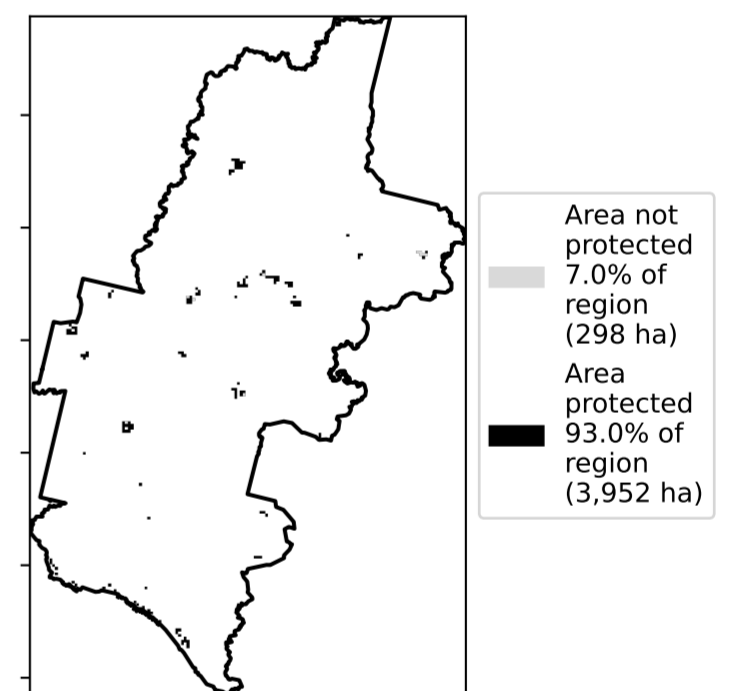 Area not
protected
7.0% of
region
(298 ha)
Area
protected
93.0% of
region
(3,952 ha)